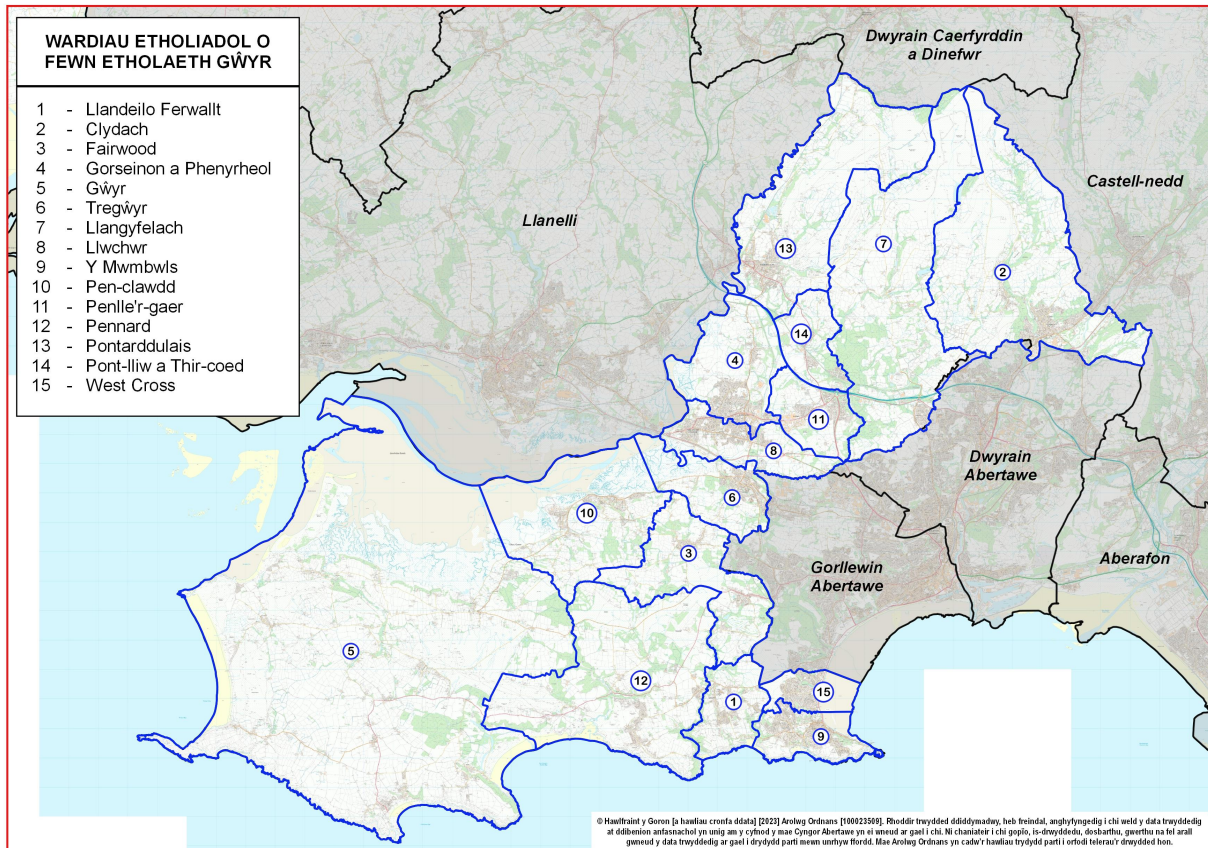 WARDIAU ETHOLIADOL O
FEWN ETHOLAETH GŴYR
1 - Llandeilo Ferwallt
2 - Clydach
3 - Fairwood
4 - Gorseinon a Phenyrheol
5 - Gŵyr
6 - Tregŵyr
7 - Llangyfelach
8 - Llwchwr
9 - Y Mwmbwls
10 - Pen-clawdd
11 - Penlle'r-gaer
12 - Pennard
13 - Pontarddulais
14 - Pont-lliw a Thir-coed
15 - West Cross
Dwyrain Caerfyrddin
a Dinefwr
Castell-nedd
Llanelli
13
7
2
14
4
11
8
Dwyrain
Abertawe
6
10
3
Gorllewin
Abertawe
Aberafon
5
12
1
15
9
© Hawlfraint y Goron [a hawliau cronfa ddata] [2023] Arolwg Ordnans [100023509]. Rhoddir trwydded ddiddymadwy, heb freindal, anghyfyngedig i chi weld y data trwyddedig
at ddibenion anfasnachol yn unig am y cyfnod y mae Cyngor Abertawe yn ei wneud ar gael i chi. Ni chaniateir i chi gopïo, is-drwyddedu, dosbarthu, gwerthu na fel arall
gwneud y data trwyddedig ar gael i drydydd parti mewn unrhyw ffordd. Mae Arolwg Ordnans yn cadw'r hawliau trydydd parti i orfodi telerau'r drwydded hon.